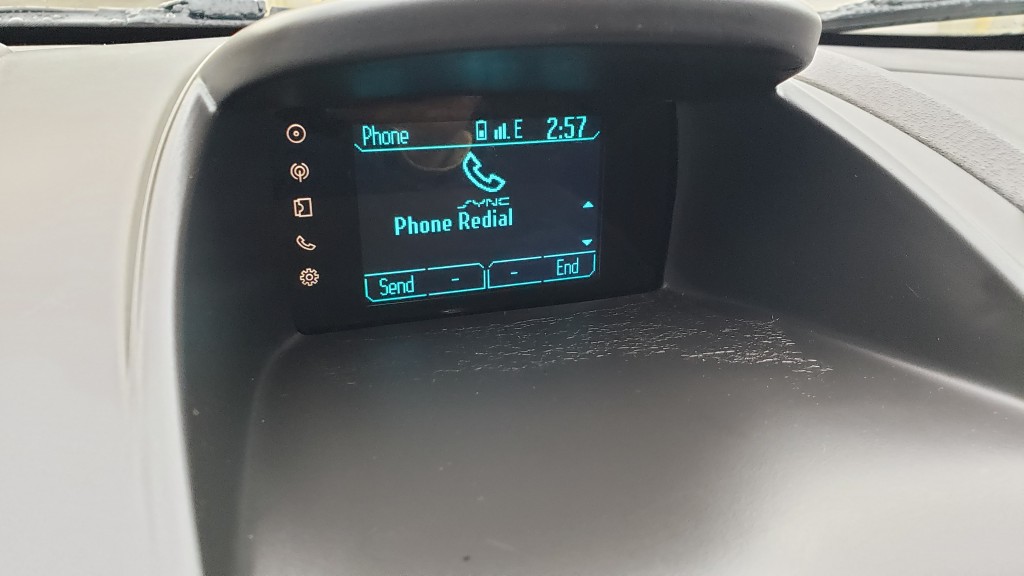 Phone E 2:57
SYNC
Phone Redial
Send - - End